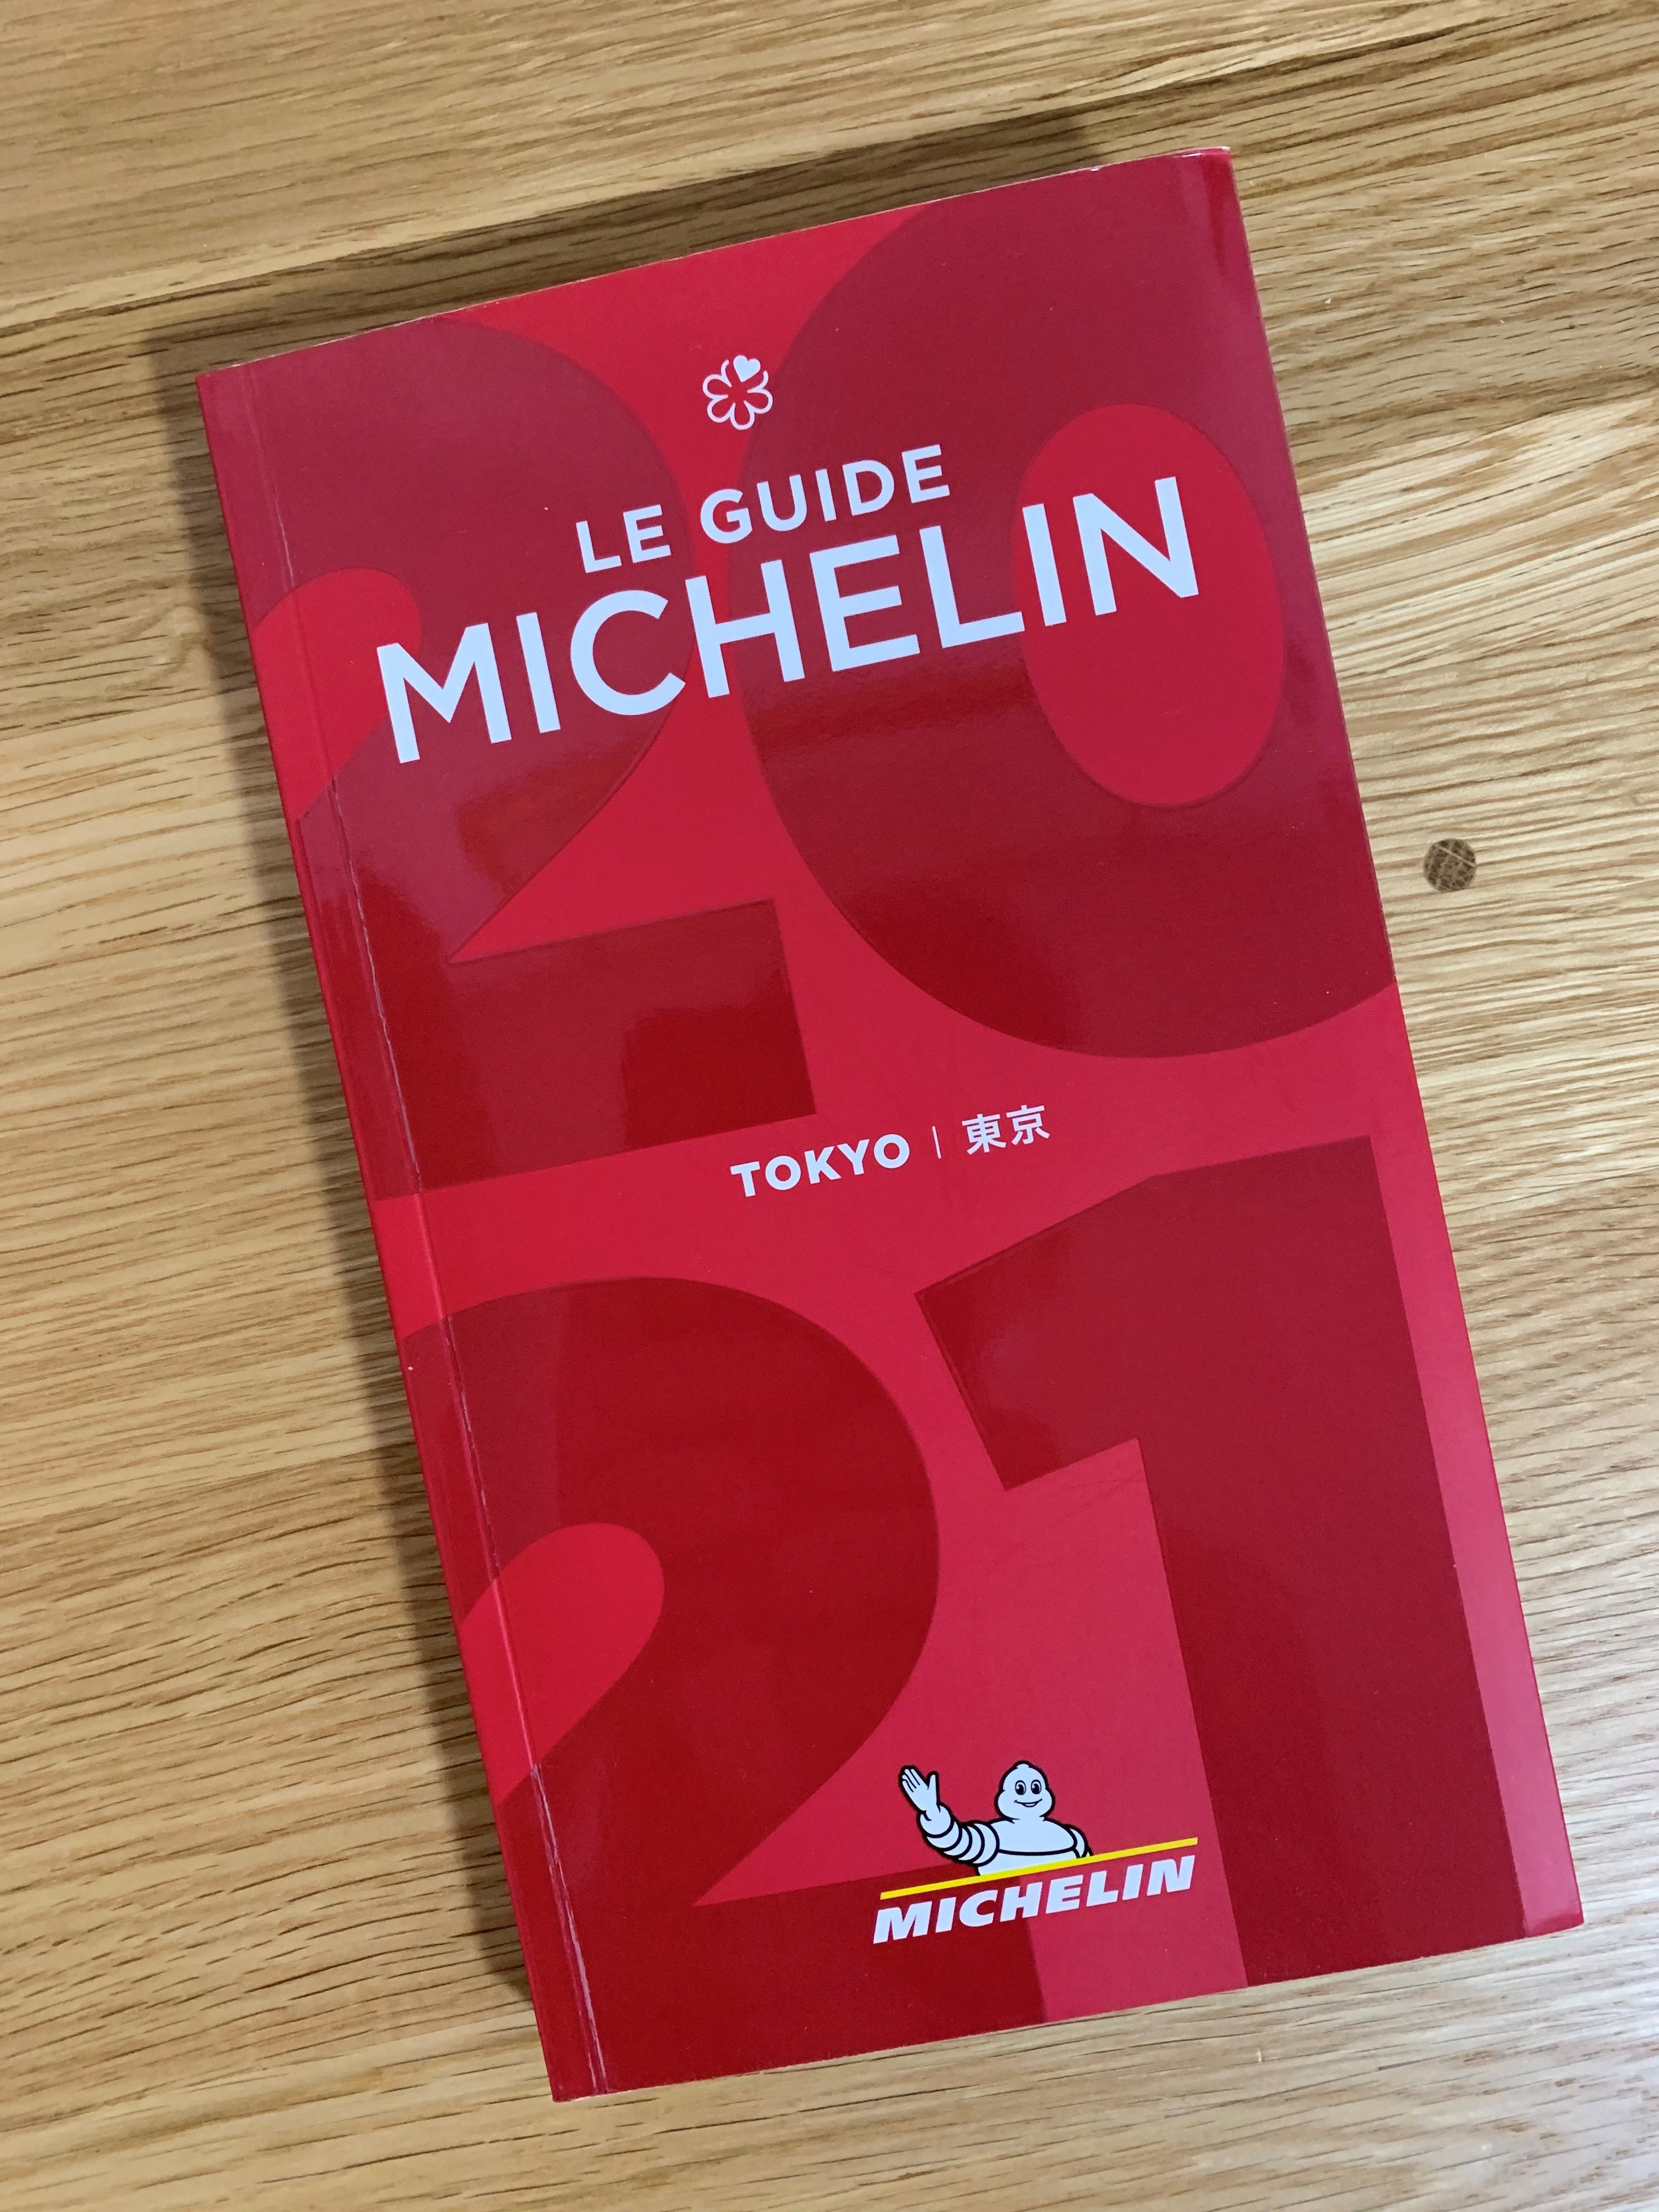 LE GUIDE
MICHELIN
20
TOKYO | 東京
21
MICHELIN